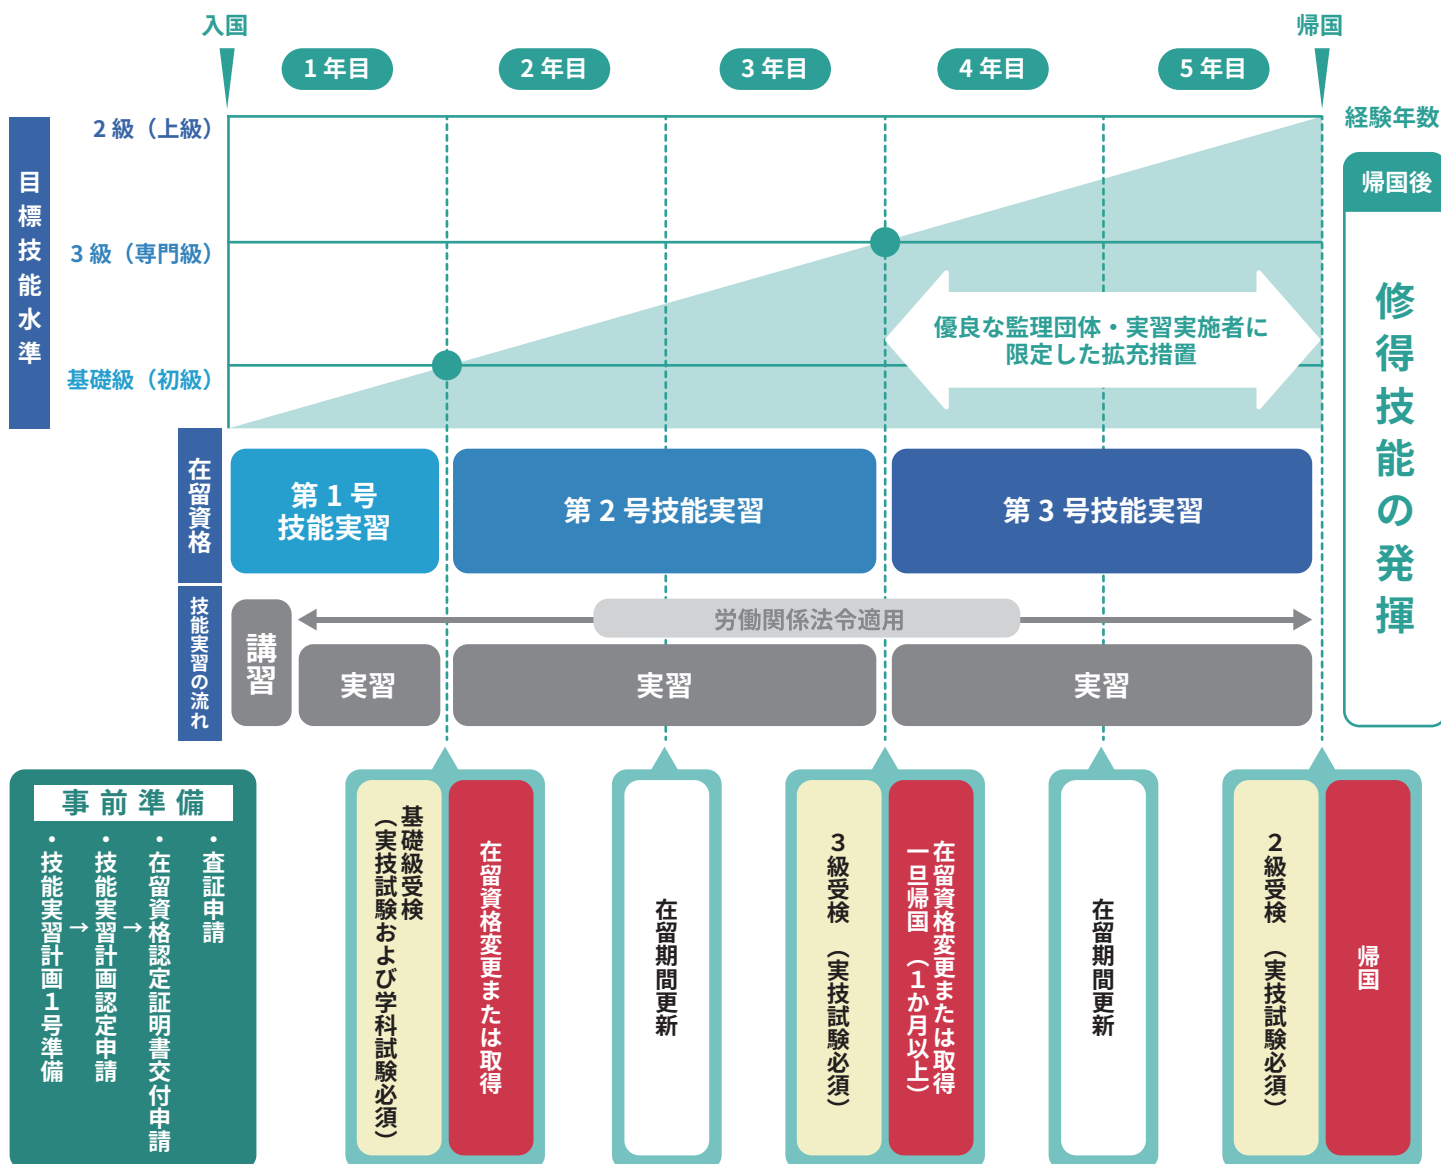 入国
帰国
1年目
2年目
3年目
4年目
5年目
経験年数
目標技能水準
2級（上級）
3級（専門級）
基礎級（初級）
優良な監理団体・実習実施者に
限定した拡充措置
帰国後
修得技能の発揮
在留資格
第1号
技能実習
第2号技能実習
第3号技能実習
技能実習の流れ
講習
労働関係法令適用
実習
実習
実習
事前準備
・技能実習計画1号準備
→
・技能実習計画認定申請
→
・在留資格認定証明書交付申請
・査証申請
基礎級受検
（実技試験および学科試験必須）
在留資格変更または取得
在留期間更新
3級受検　（実技試験必須）
在留資格変更または取得
一旦帰国　（1か月以上）
在留期間更新
2級受検　（実技試験必須）
帰国